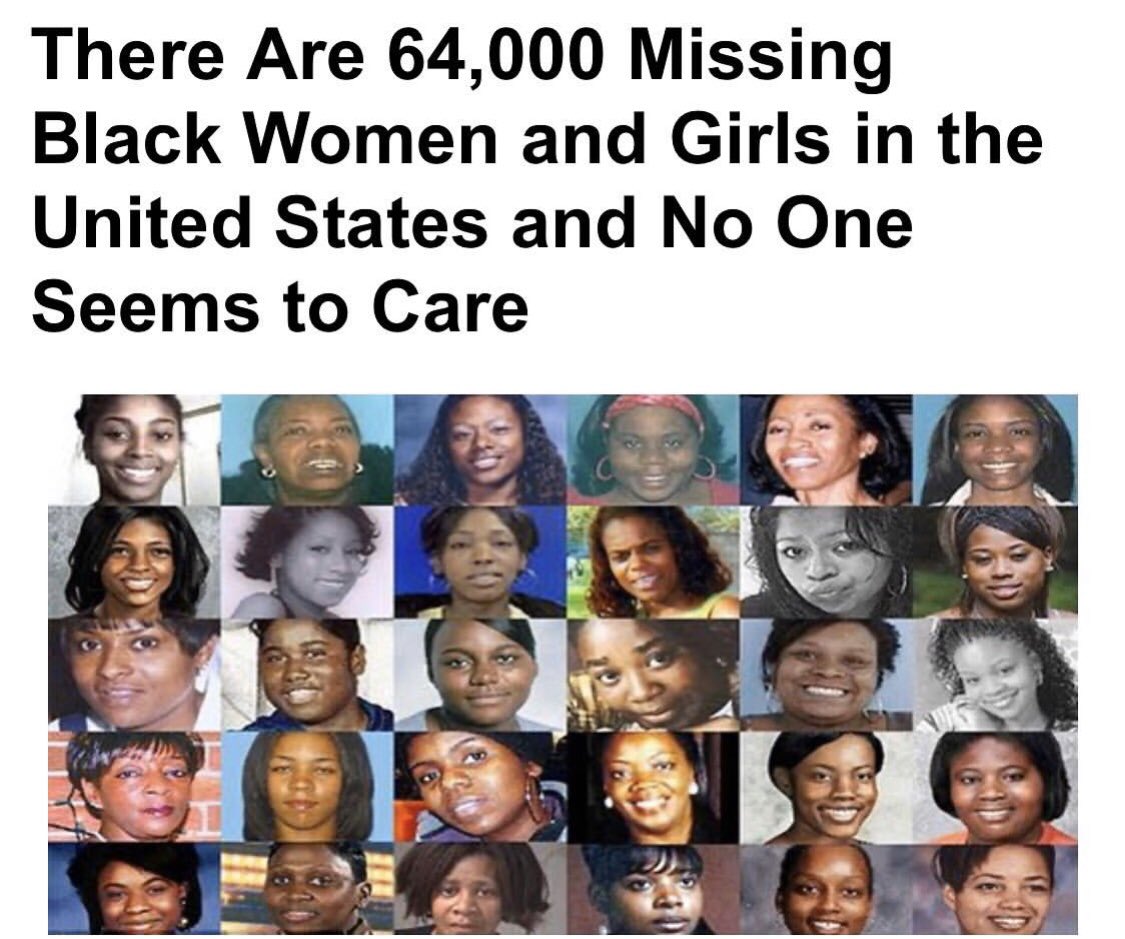 There Are 64,000 Missing
Black Women and Girls in the
United States and No One
Seems to Care